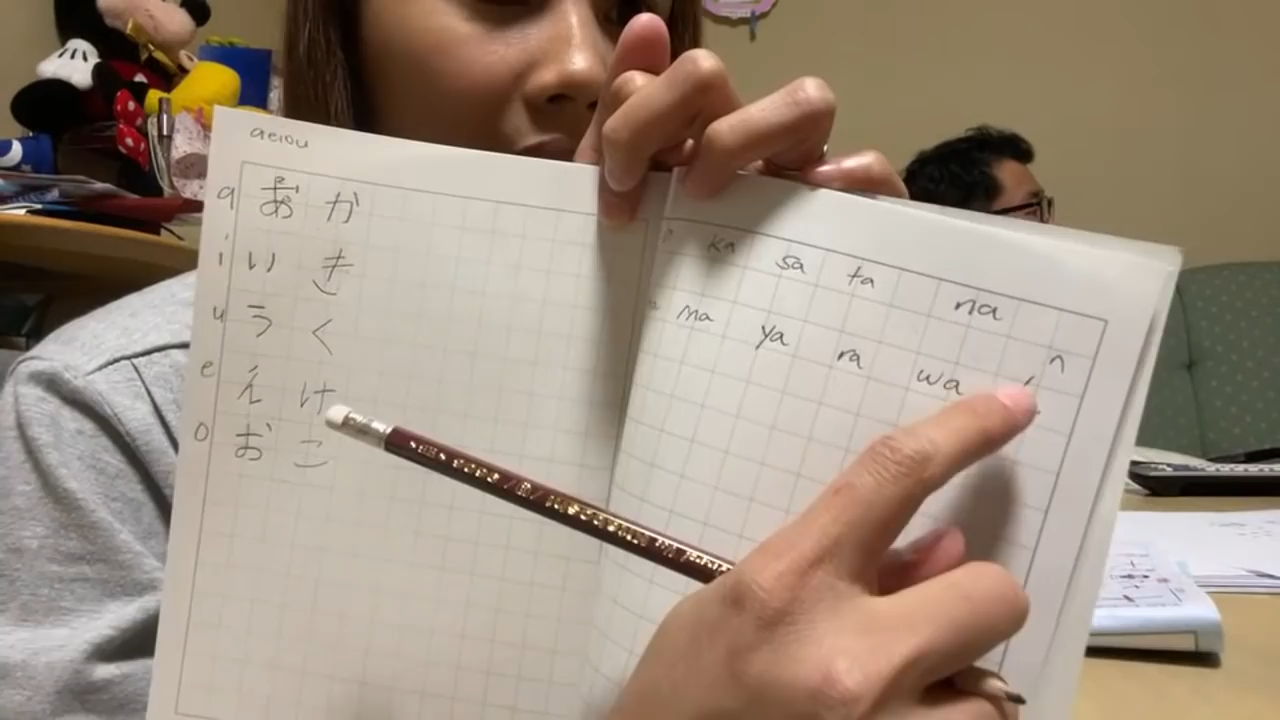 aeiou
a あ か
i い き
u う く
e え け
o お こ
ka sa ta na
ma ya ra wa n